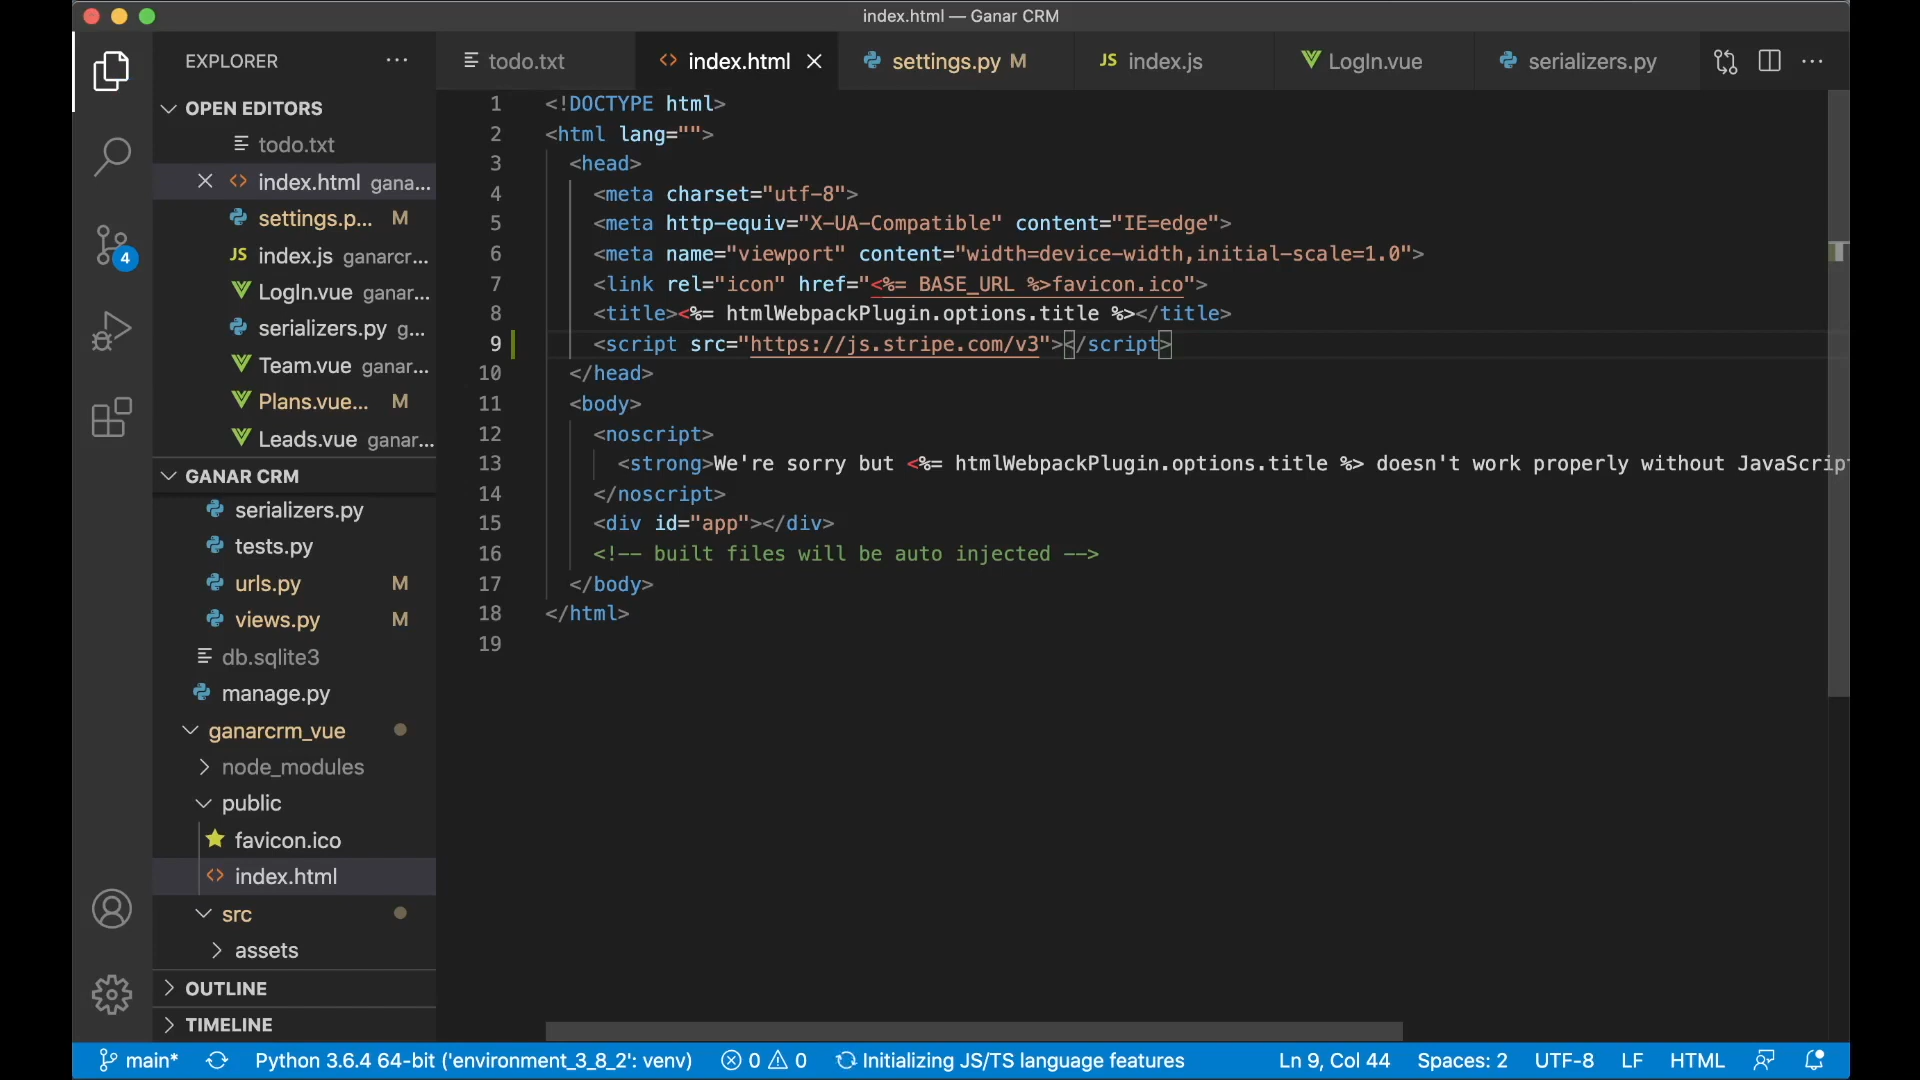 index.html — Ganar CRM
EXPLORER
todo.txt
index.html
settings.py M
JS index.js
LogIn.vue
serializers.py
OPEN EDITORS
todo.txt
index.html gana...
settings.p... M
JS index.js ganarcr...
LogIn.vue ganar...
serializers.py g...
Team.vue ganar...
Plans.vue... M
Leads.vue ganar...
GANAR CRM
serializers.py
tests.py
urls.py M
views.py M
db.sqlite3
manage.py
ganarcrm_vue
node_modules
public
favicon.ico
index.html
src
assets
OUTLINE
TIMELINE
4
1 <!DOCTYPE html>
2 <html lang="">
3 <head>
4 <meta charset="utf-8">
5 <meta http-equiv="X-UA-Compatible" content="IE=edge">
6 <meta name="viewport" content="width=device-width,initial-scale=1.0">
7 <link rel="icon" href="<%= BASE_URL %>favicon.ico">
8 <title><%= htmlWebpackPlugin.options.title %></title>
9 <script src="https://js.stripe.com/v3"></script>
10 </head>
11 <body>
12 <noscript>
13 <strong>We're sorry but <%= htmlWebpackPlugin.options.title %> doesn't work properly without JavaScrip
14 </noscript>
15 <div id="app"></div>
16 <!-- built files will be auto injected -->
17 </body>
18 </html>
19
main* Python 3.6.4 64-bit ('environment_3_8_2': venv) 0 0 Initializing JS/TS language features Ln 9, Col 44 Spaces: 2 UTF-8 LF HTML